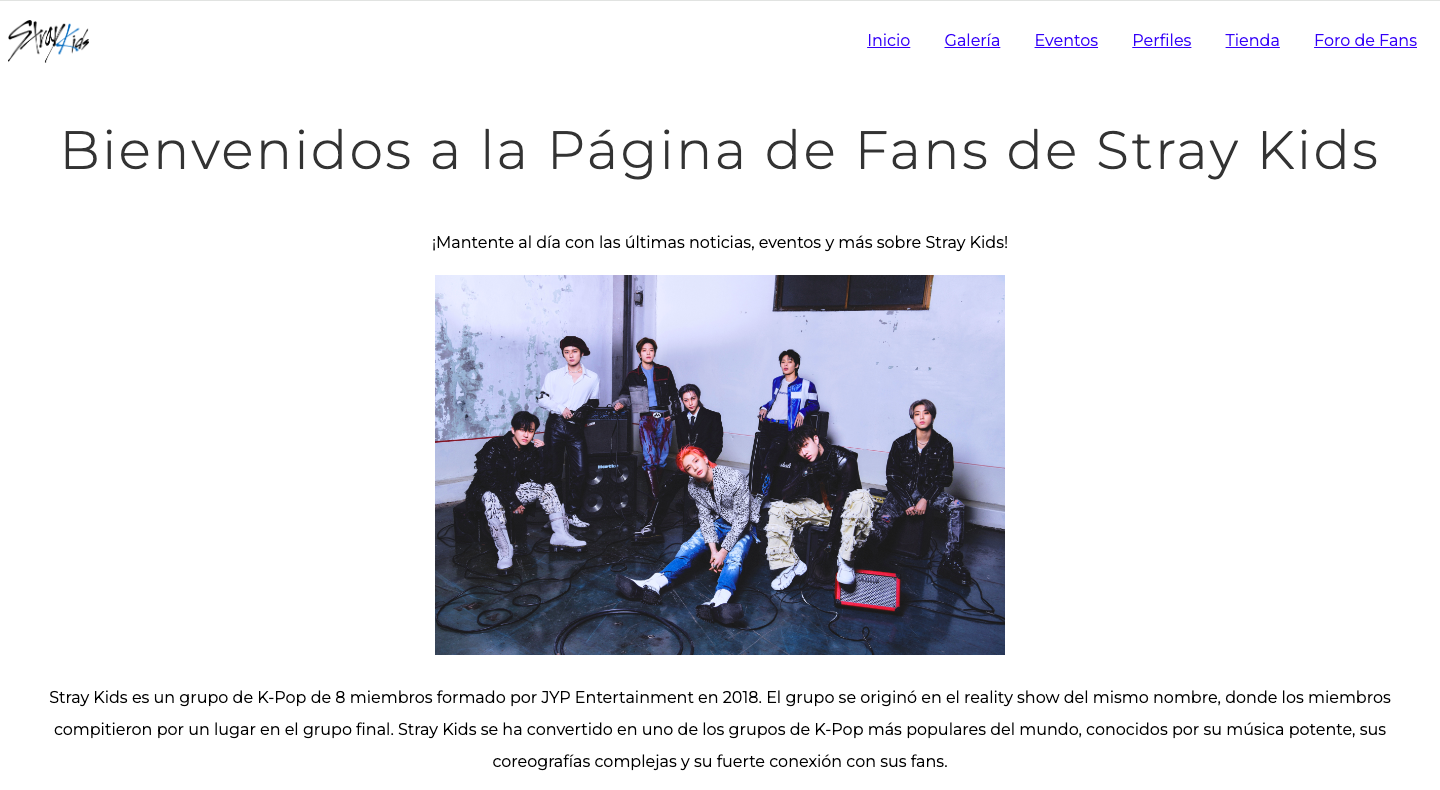 Stray Kids
Inicio Galería Eventos Perfiles Tienda Foro de Fans
Bienvenidos a la Página de Fans de Stray Kids
¡Mantente al día con las últimas noticias, eventos y más sobre Stray Kids!
Stray Kids es un grupo de K-Pop de 8 miembros formado por JYP Entertainment en 2018. El grupo se originó en el reality show del mismo nombre, donde los miembros
compitieron por un lugar en el grupo final. Stray Kids se ha convertido en uno de los grupos de K-Pop más populares del mundo, conocidos por su música potente, sus
coreografías complejas y su fuerte conexión con sus fans.